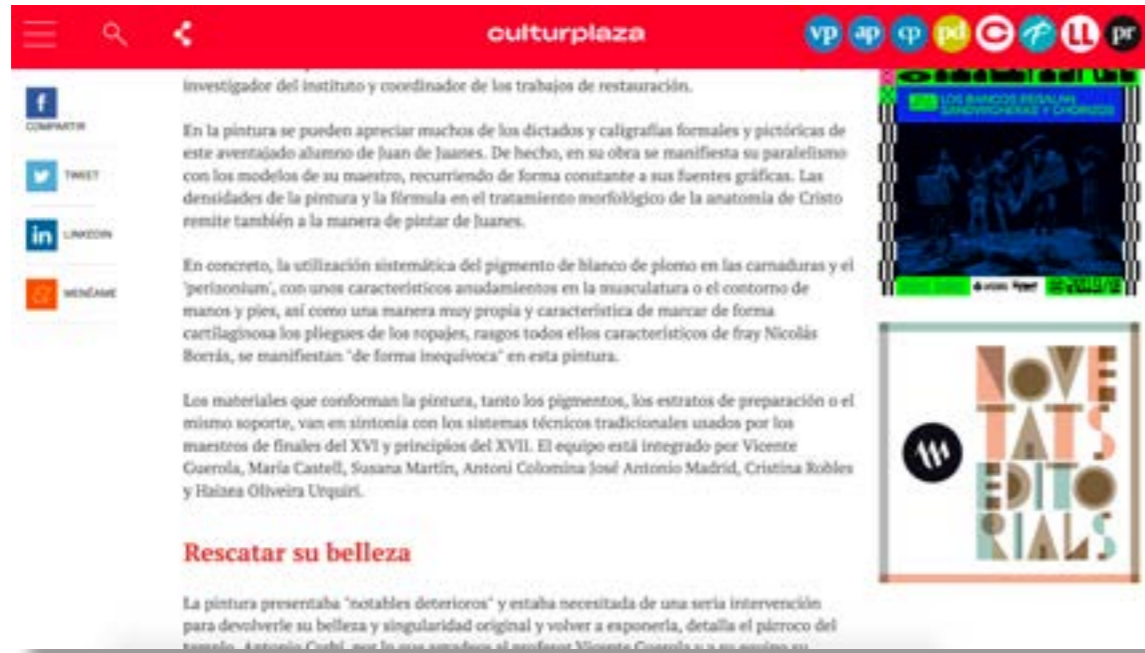 culturplaza
vp ap cp pd C LL pr
investigador del instituto y coordinador de los trabajos de restauración.
COMPARTIR
TWEET
LINKEDIN
MENÉAME
En la pintura se pueden apreciar muchos de los dictados y caligrafías formales y pictóricas de
este aventajado alumno de Juan de Juanes. De hecho, en su obra se manifiesta su paralelismo
con los modelos de su maestro, recurriendo de forma constante a sus fuentes gráficas. Las
densidades de la pintura y la fórmula en el tratamiento morfológico de la anatomía de Cristo
remite también a la manera de pintar de Juanes.
En concreto, la utilización sistemática del pigmento de blanco de plomo en las carnaduras y el
'perizonium', con unos característicos anudamientos en la musculatura o el contorno de
manos y pies, así como una manera muy propia y característica de marcar de forma
cartilaginosa los pliegues de los ropajes, rasgos todos ellos característicos de fray Nicolás
Borrás, se manifiestan "de forma inequívoca" en esta pintura.
Los materiales que conforman la pintura, tanto los pigmentos, los estratos de preparación o el
mismo soporte, van en sintonía con los sistemas técnicos tradicionales usados por los
maestros de finales del XVI y principios del XVII. El equipo está integrado por Vicente
Guerola, María Castell, Susana Martín, Antoni Colomina José Antonio Madrid, Cristina Robles
y Haizea Oliveira Urquiri.
Rescatar su belleza
La pintura presentaba "notables deterioros" y estaba necesitada de una seria intervención
para devolverle su belleza y singularidad original y volver a exponerla, detalla el párroco del
LOS BANCOS REGALAN
SANDWICHERAS Y CHORIZOS
NOVE
TATS
EDITO
RIALS